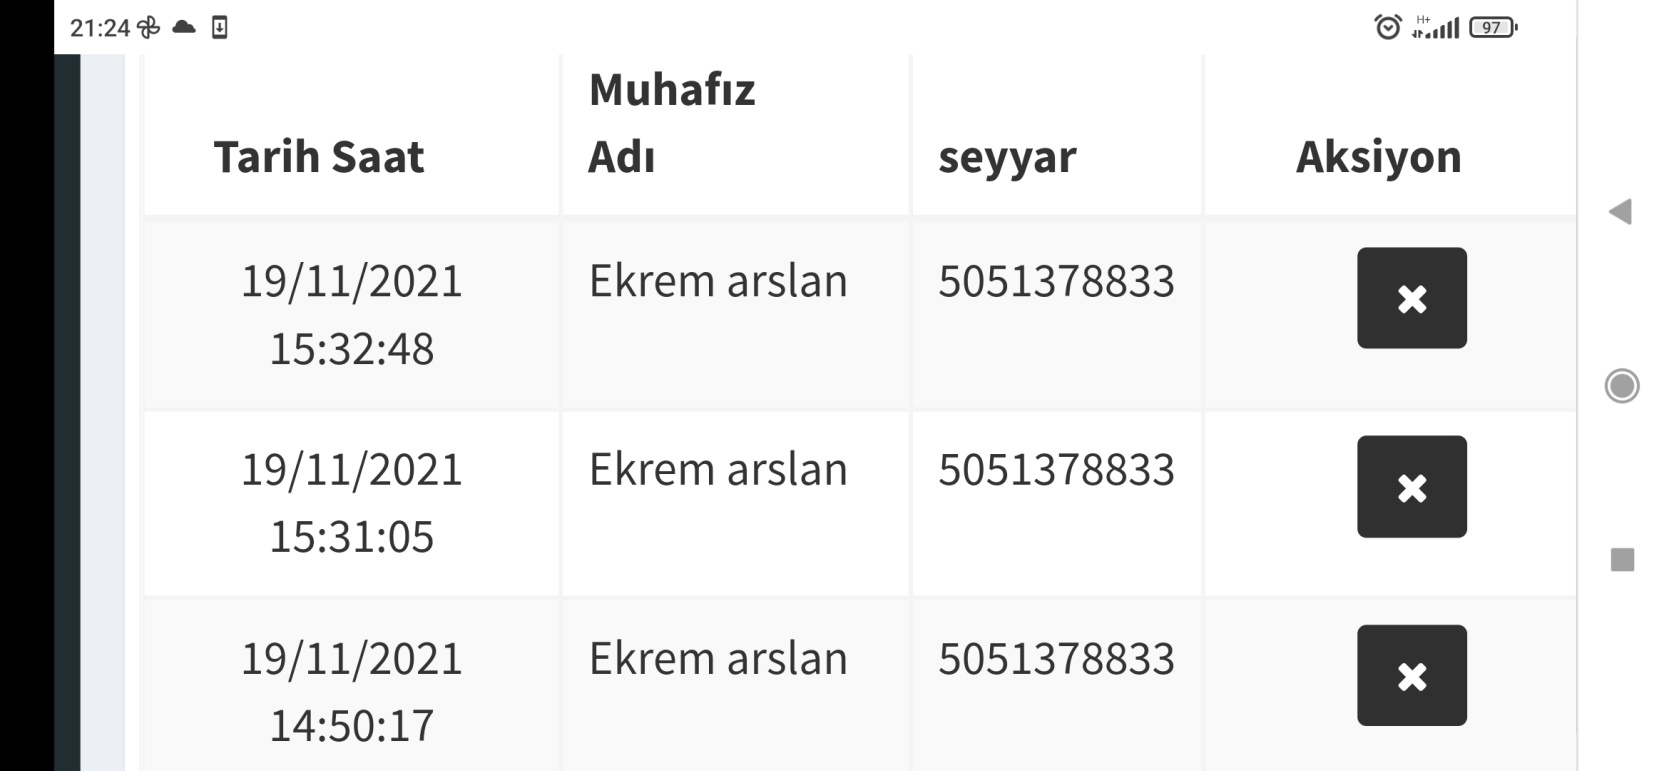 21:24
H+
97
Muhafız
Tarih Saat Adı seyyar Aksiyon
19/11/2021 Ekrem arslan 5051378833
15:32:48
19/11/2021 Ekrem arslan 5051378833
15:31:05
19/11/2021 Ekrem arslan 5051378833
14:50:17